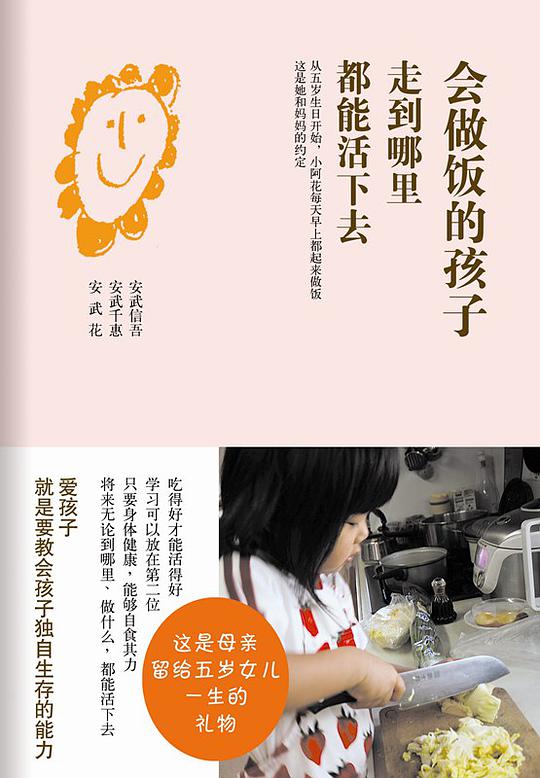 会做饭的孩子
走到哪里
都能活下去
从五岁生日开始，小阿花每天早上都起来做饭
这是她和妈妈的约定
安武信吾
安武千惠
安武花
吃得好才能活得好
学习可以放在第二位
只要身体健康，能够自食其力
将来无论到哪里、做什么，都能活下去
爱孩子
就是要教会孩子独自生存的能力
这是母亲
留给五岁女儿
一生的
礼物